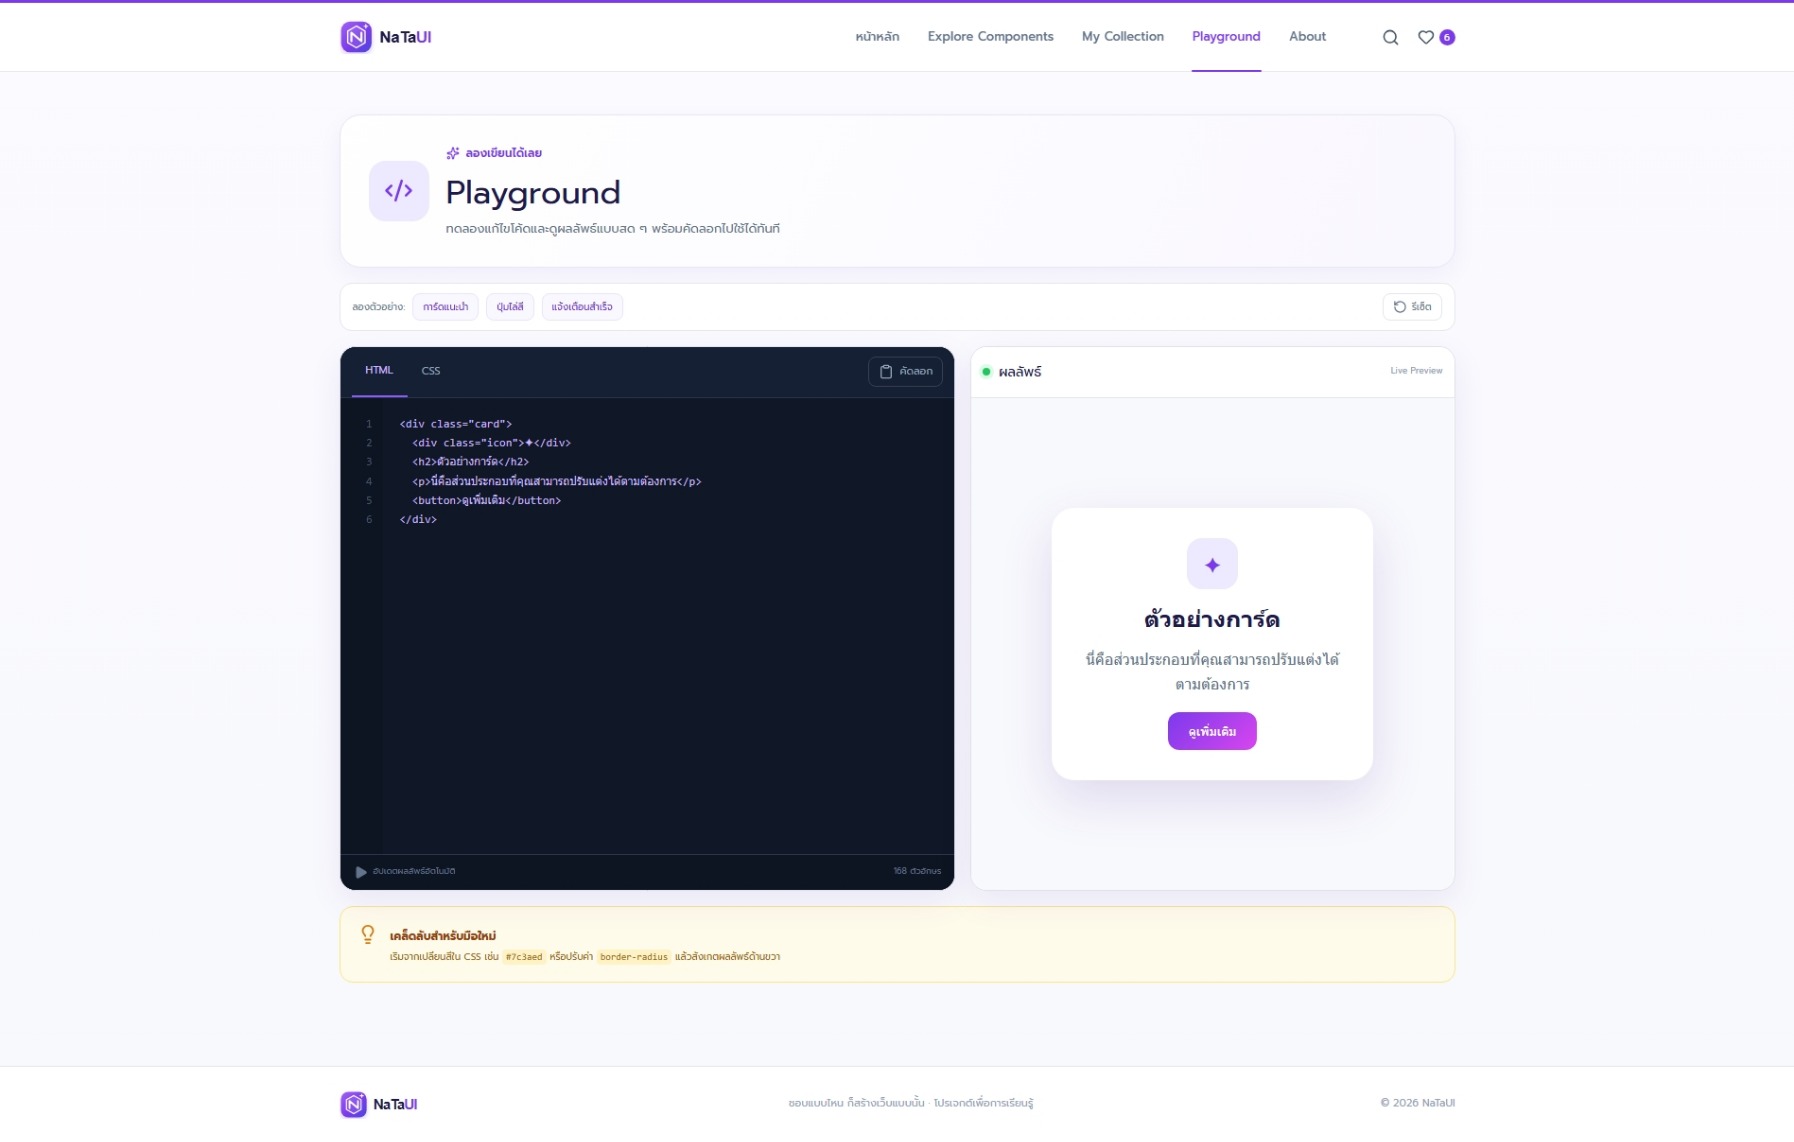 NaTaUI
หน้าหลัก Explore Components My Collection Playground About 6
ลองเขียนได้เลย
</>
Playground
ทดลองแก้ไขโค้ดและดูผลลัพธ์แบบสด ๆ พร้อมคัดลอกไปใช้ได้ทันที
ลองตัวอย่าง: การ์ดแนะนำ ปุ่มไล่สี แจ้งเตือนสำเร็จ รีเซ็ต
HTML CSS คัดลอก
1 <div class="card">
2 <div class="icon">✦</div>
3 <h2>ตัวอย่างการ์ด</h2>
4 <p>นี่คือส่วนประกอบที่คุณสามารถปรับแต่งได้ตามต้องการ</p>
5 <button>ดูเพิ่มเติม</button>
6 </div>
อัปเดตผลลัพธ์อัตโนมัติ 168 ตัวอักษร
ผลลัพธ์ Live Preview
✦
ตัวอย่างการ์ด
นี่คือส่วนประกอบที่คุณสามารถปรับแต่งได้
ตามต้องการ
ดูเพิ่มเติม
เคล็ดลับสำหรับมือใหม่
เริ่มจากเปลี่ยนสีใน CSS เช่น #7c3aed หรือปรับค่า border-radius แล้วสังเกตผลลัพธ์ด้านขวา
NaTaUI
ชอบแบบไหน ก็สร้างเว็บแบบนั้น · โปรเจกต์เพื่อการเรียนรู้
© 2026 NaTaUI